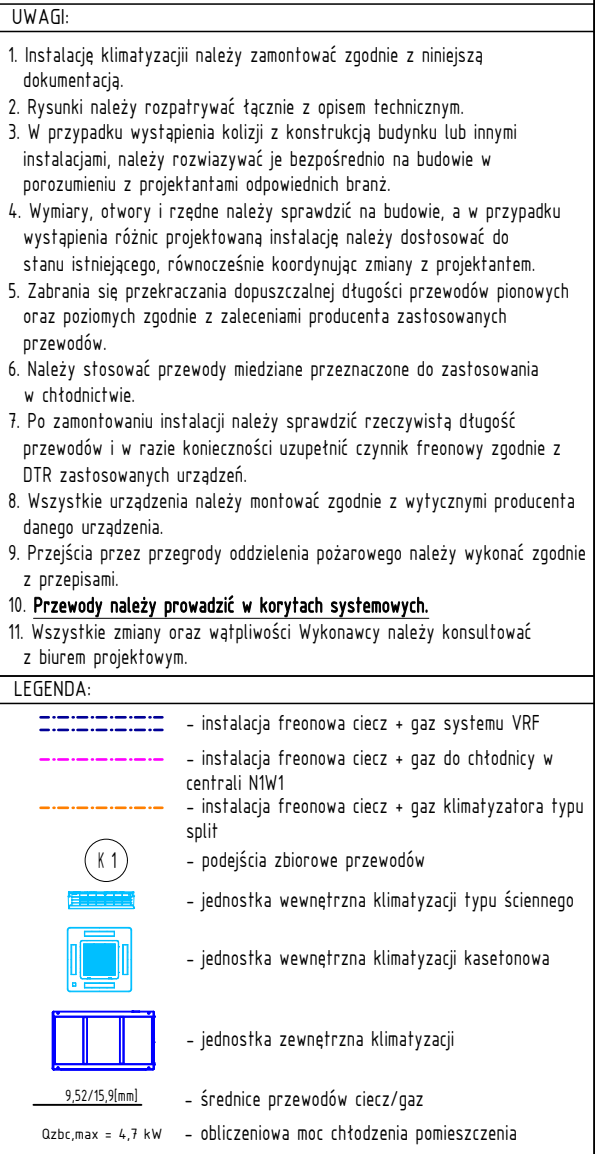 UWAGI:
1. Instalację klimatyzacjii należy zamontować zgodnie z niniejszą
dokumentacją.
2. Rysunki należy rozpatrywać łącznie z opisem technicznym.
3. W przypadku wystąpienia kolizji z konstrukcją budynku lub innymi
instalacjami, należy rozwiazywać je bezpośrednio na budowie w
porozumieniu z projektantami odpowiednich branż.
4. Wymiary, otwory i rzędne należy sprawdzić na budowie, a w przypadku
wystąpienia różnic projektowaną instalację należy dostosować do
stanu istniejącego, równocześnie koordynując zmiany z projektantem.
5. Zabrania się przekraczania dopuszczalnej długości przewodów pionowych
oraz poziomych zgodnie z zaleceniami producenta zastosowanych
przewodów.
6. Należy stosować przewody miedziane przeznaczone do zastosowania
w chłodnictwie.
7. Po zamontowaniu instalacji należy sprawdzić rzeczywistą długość
przewodów i w razie konieczności uzupełnić czynnik freonowy zgodnie z
DTR zastosowanych urządzeń.
8. Wszystkie urządzenia należy montować zgodnie z wytycznymi producenta
danego urządzenia.
9. Przejścia przez przegrody oddzielenia pożarowego należy wykonać zgodnie
z przepisami.
10. Przewody należy prowadzić w korytach systemowych.
11. Wszystkie zmiany oraz wątpliwości Wykonawcy należy konsultować
z biurem projektowym.
LEGENDA:
- instalacja freonowa ciecz + gaz systemu VRF
- instalacja freonowa ciecz + gaz do chłodnicy w
centrali N1W1
- instalacja freonowa ciecz + gaz klimatyzatora typu
split
K 1 - podejścia zbiorowe przewodów
- jednostka wewnętrzna klimatyzacji typu ściennego
- jednostka wewnętrzna klimatyzacji kasetonowa
- jednostka zewnętrzna klimatyzacji
9,52/15,9[mm] - średnice przewodów ciecz/gaz
Qzbc,max = 4,7 kW - obliczeniowa moc chłodzenia pomieszczenia